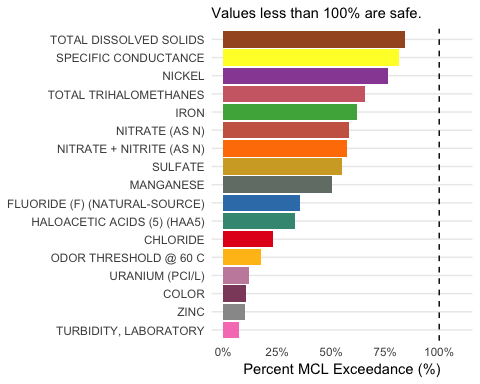 Values less than 100% are safe.
TOTAL DISSOLVED SOLIDS
SPECIFIC CONDUCTANCE
NICKEL
TOTAL TRIHALOMETHANES
IRON
NITRATE (AS N)
NITRATE + NITRITE (AS N)
SULFATE
MANGANESE
FLUORIDE (F) (NATURAL-SOURCE)
HALOACETIC ACIDS (5) (HAA5)
CHLORIDE
ODOR THRESHOLD @ 60 C
URANIUM (PCI/L)
COLOR
ZINC
TURBIDITY, LABORATORY
0% 25% 50% 75% 100%
Percent MCL Exceedance (%)